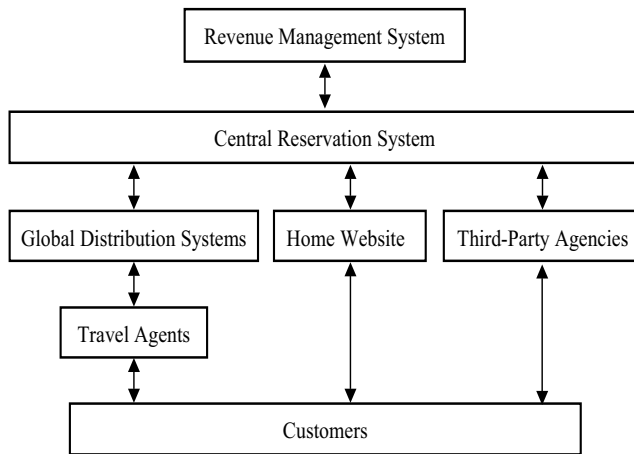 Revenue Management System
Central Reservation System
Global Distribution Systems
Home Website
Third-Party Agencies
Travel Agents
Customers